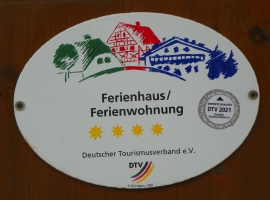 Ferienhaus/
Ferienwohnung
DTV 2021
Deutscher Tourismusverband e.V.
DTV